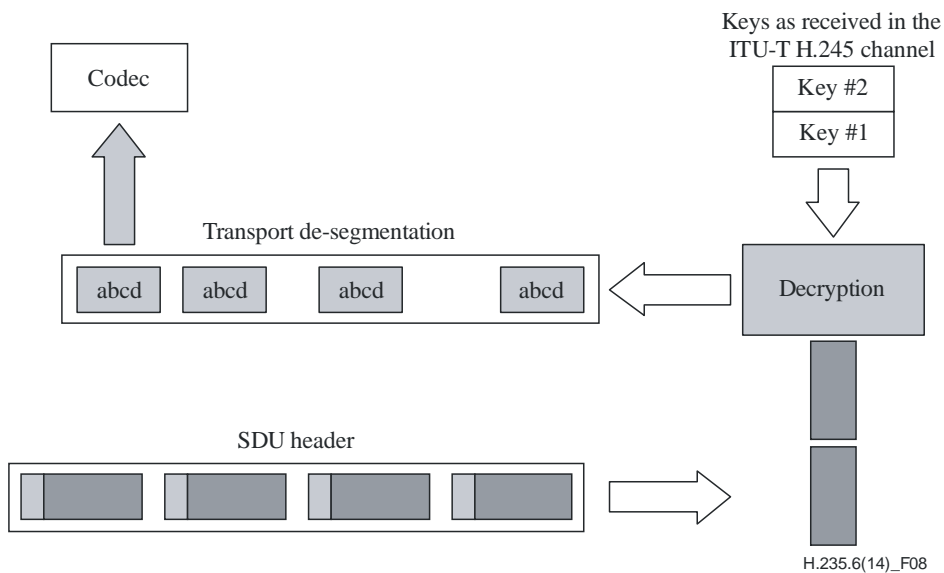 Keys as received in the
ITU-T H.245 channel
Codec
Key #2
Key #1
Transport de-segmentation
abcd
abcd
abcd
abcd
Decryption
SDU header
H.235.6(14)_F08